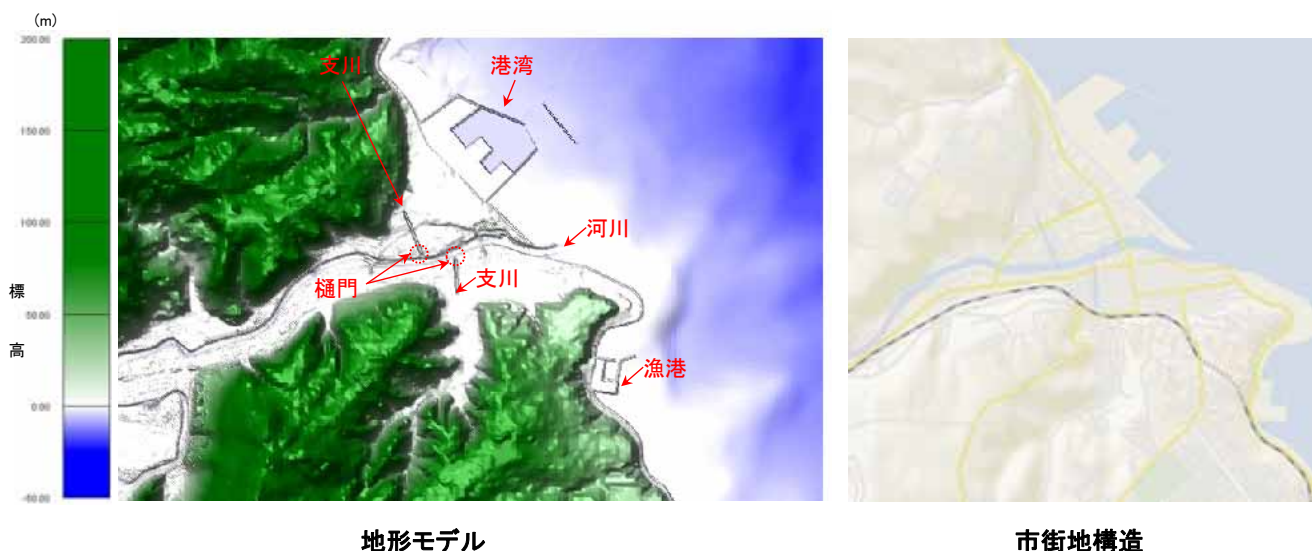 (m)
200.00
150.00
100.00
50.00
0.00
-50.00
標
高
支川
港湾
河川
樋門
支川
漁港
地形モデル
市街地構造